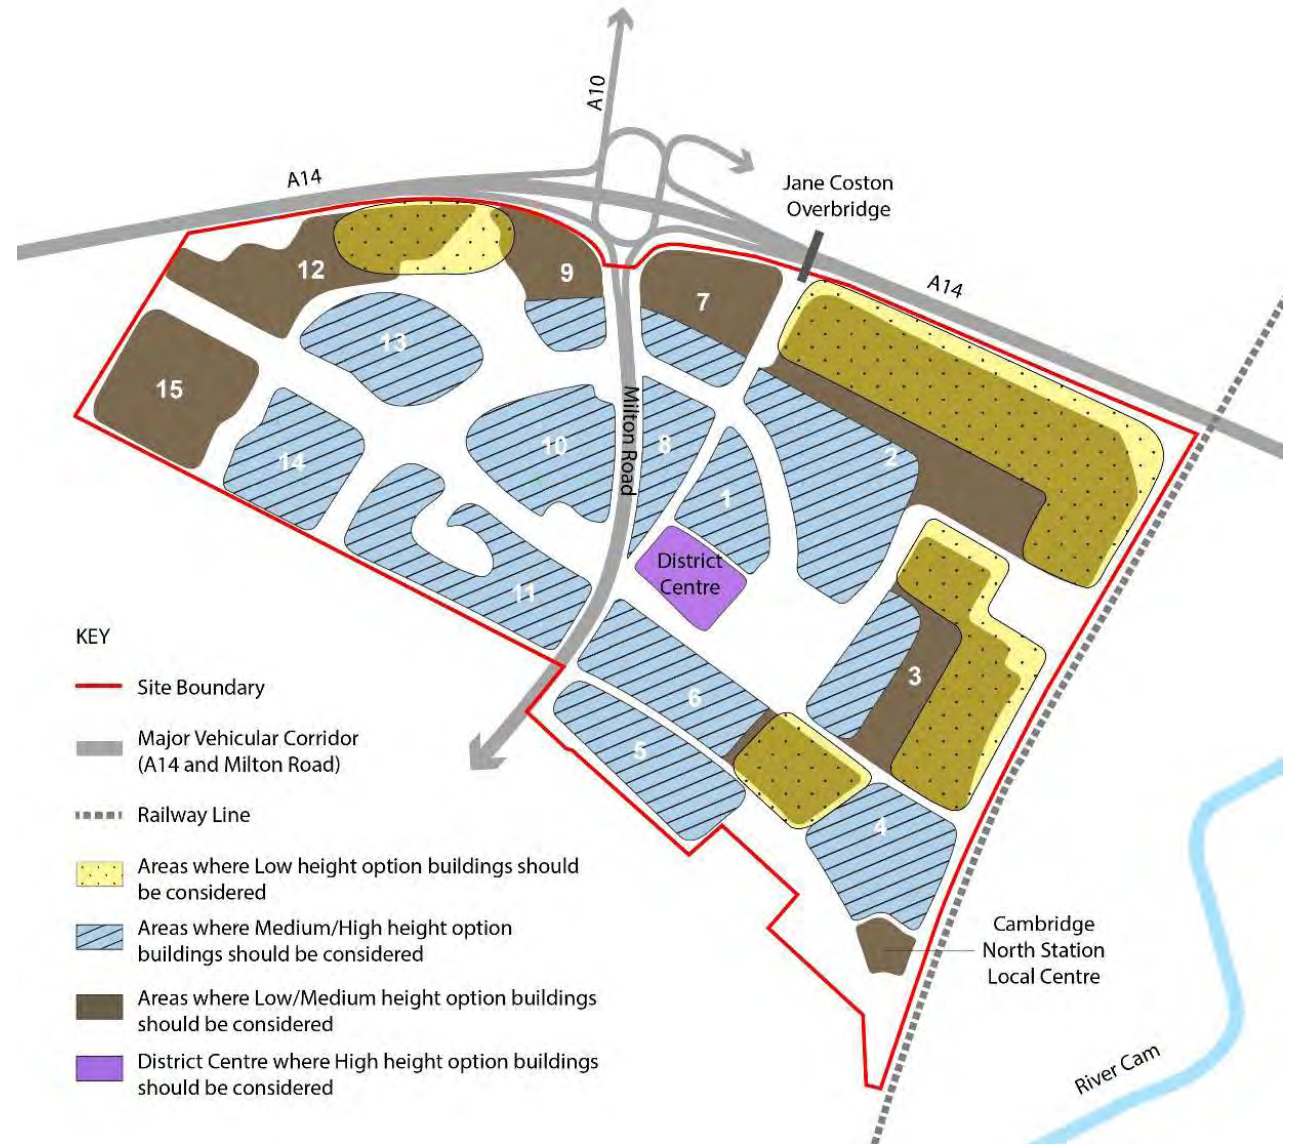 A10
A14
Jane Coston
Overbridge
12
9
7
A14
13
15
Milton Road
10
8
2
14
1
District
Centre
11
3
6
5
4
KEY
Site Boundary
Major Vehicular Corridor
(A14 and Milton Road)
Railway Line
Areas where Low height option buildings should
be considered
Areas where Medium/High height option
buildings should be considered
Areas where Low/Medium height option buildings
should be considered
District Centre where High height option buildings
should be considered
Cambridge
North Station
Local Centre
River Cam